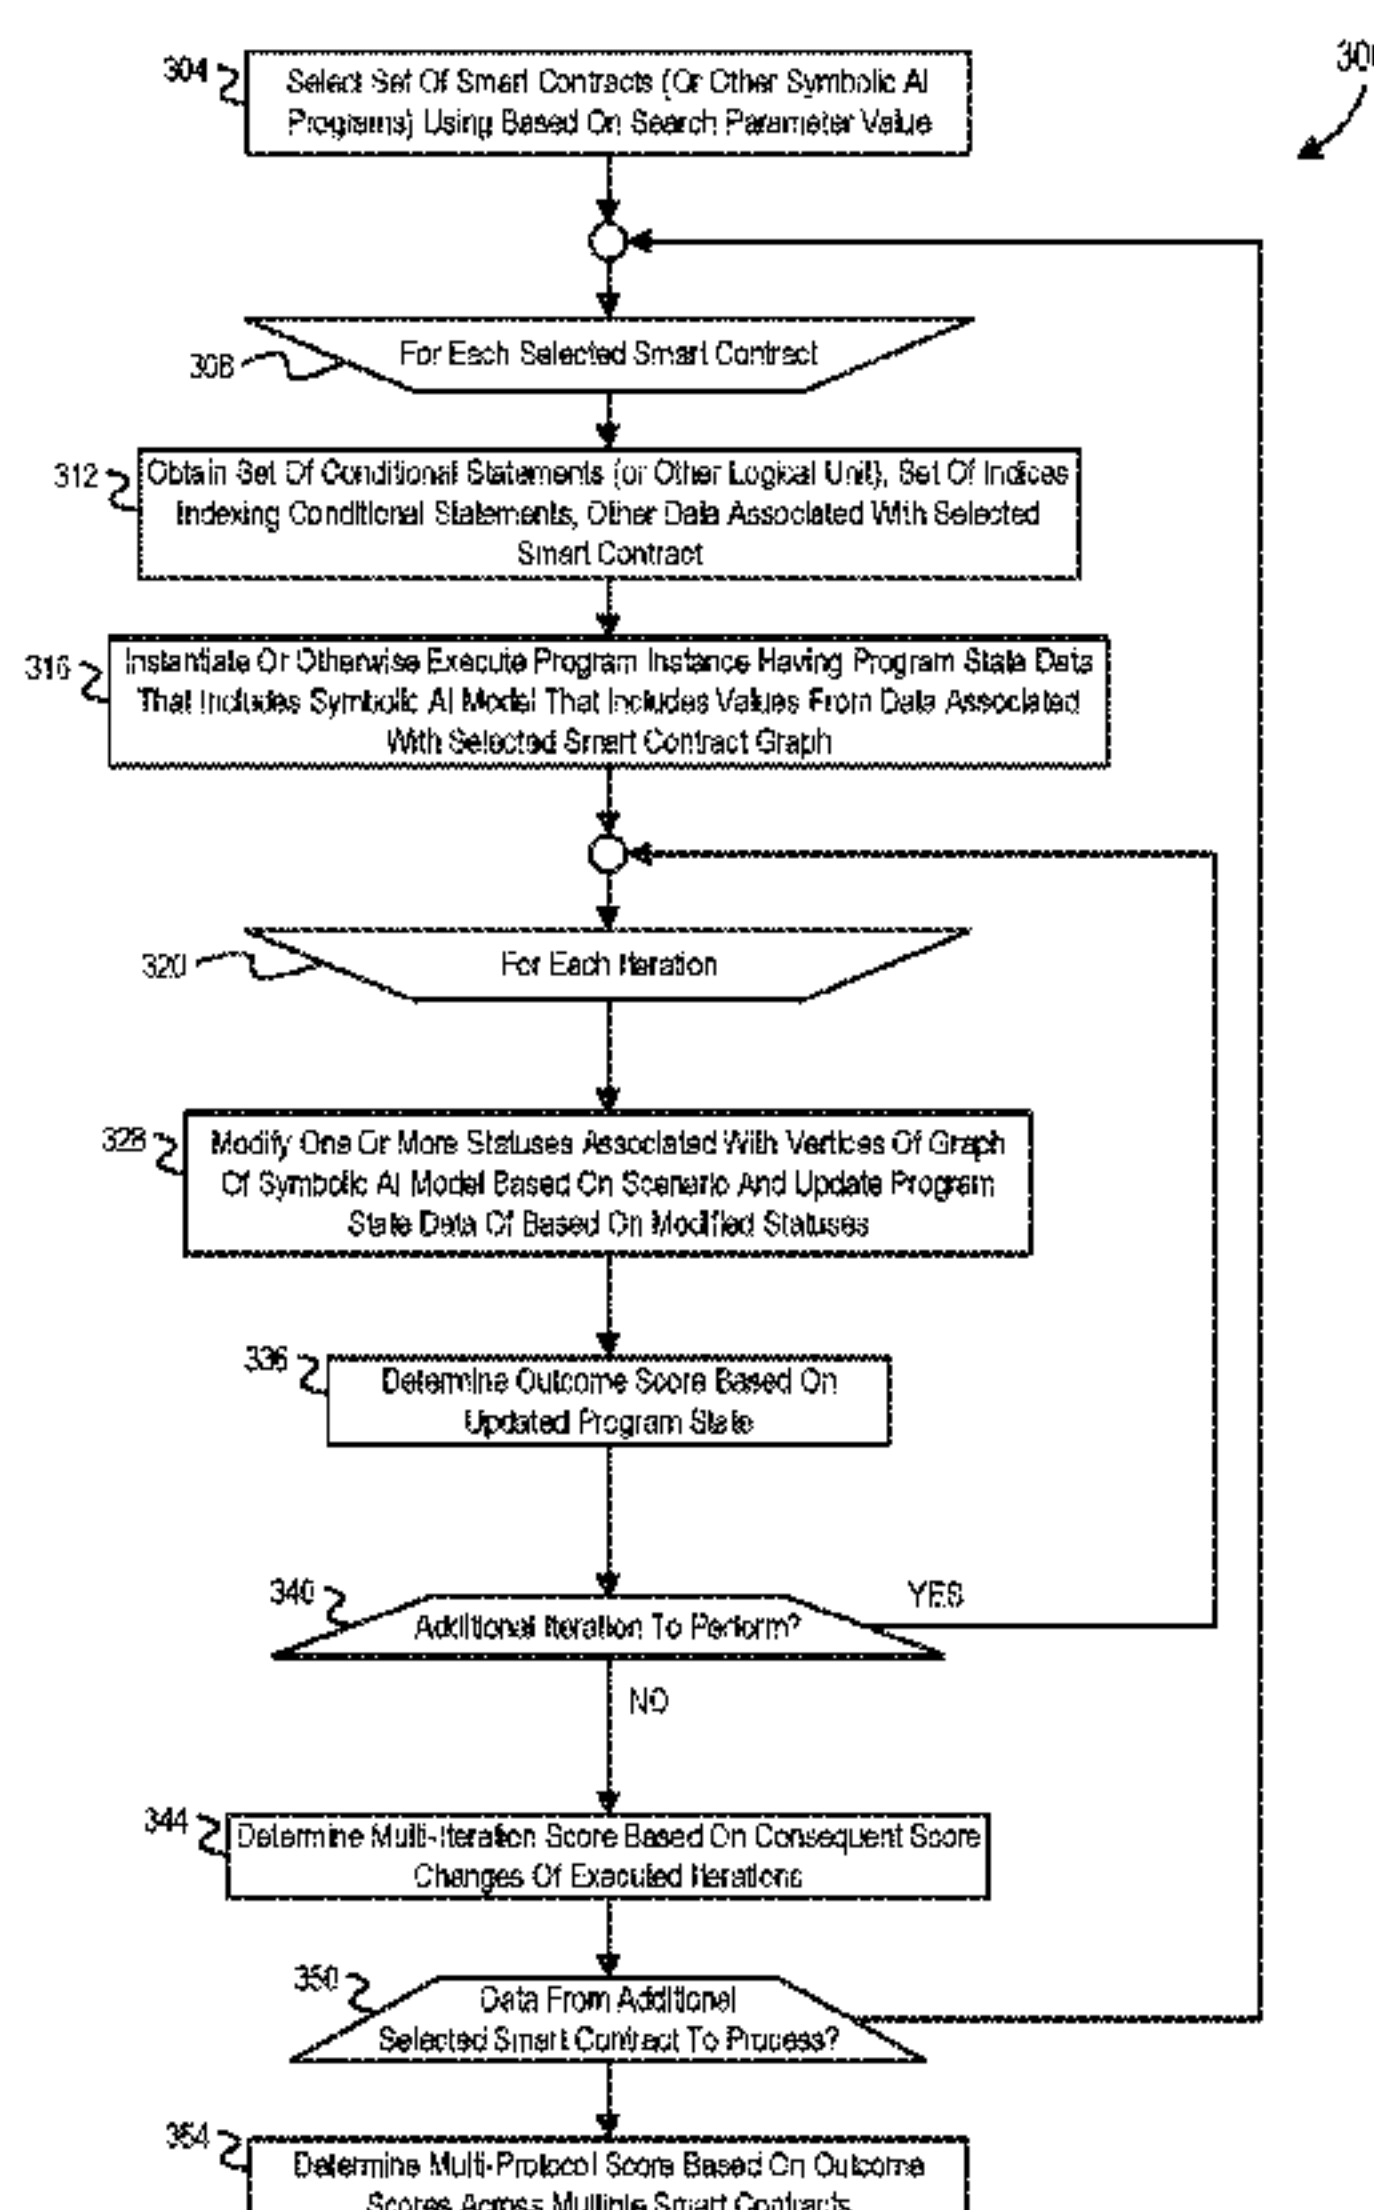 304
Select Set Of Smart Contracts (Or Other Symbolic AI
Programs) Using Based On Search Parameter Value
308
For Each Selected Smart Contract
312
Obtain Set Of Conditional Statements (or Other Logical Unit), Set Of Indices
Indexing Conditional Statements, Other Data Associated With Selected
Smart Contract
316
Instantiate Or Otherwise Execute Program Instance Having Program State Data
That Includes Symbolic AI Model That Includes Values From Data Associated
With Selected Smart Contract Graph
320
For Each Iteration
328
Modify One Or More Statuses Associated With Vertices Of Graph
Of Symbolic AI Model Based On Scenario And Update Program
State Data Of Based On Modified Statuses
336
Determine Outcome Score Based On
Updated Program State
340
Additional Iteration To Perform?
YES
NO
344
Determine Multi-Iteration Score Based On Consequent Score
Changes Of Executed Iterations
350
Data From Additional
Selected Smart Contract To Process?
354
Determine Multi-Protocol Score Based On Outcome
Scores Across Multiple Smart Contracts